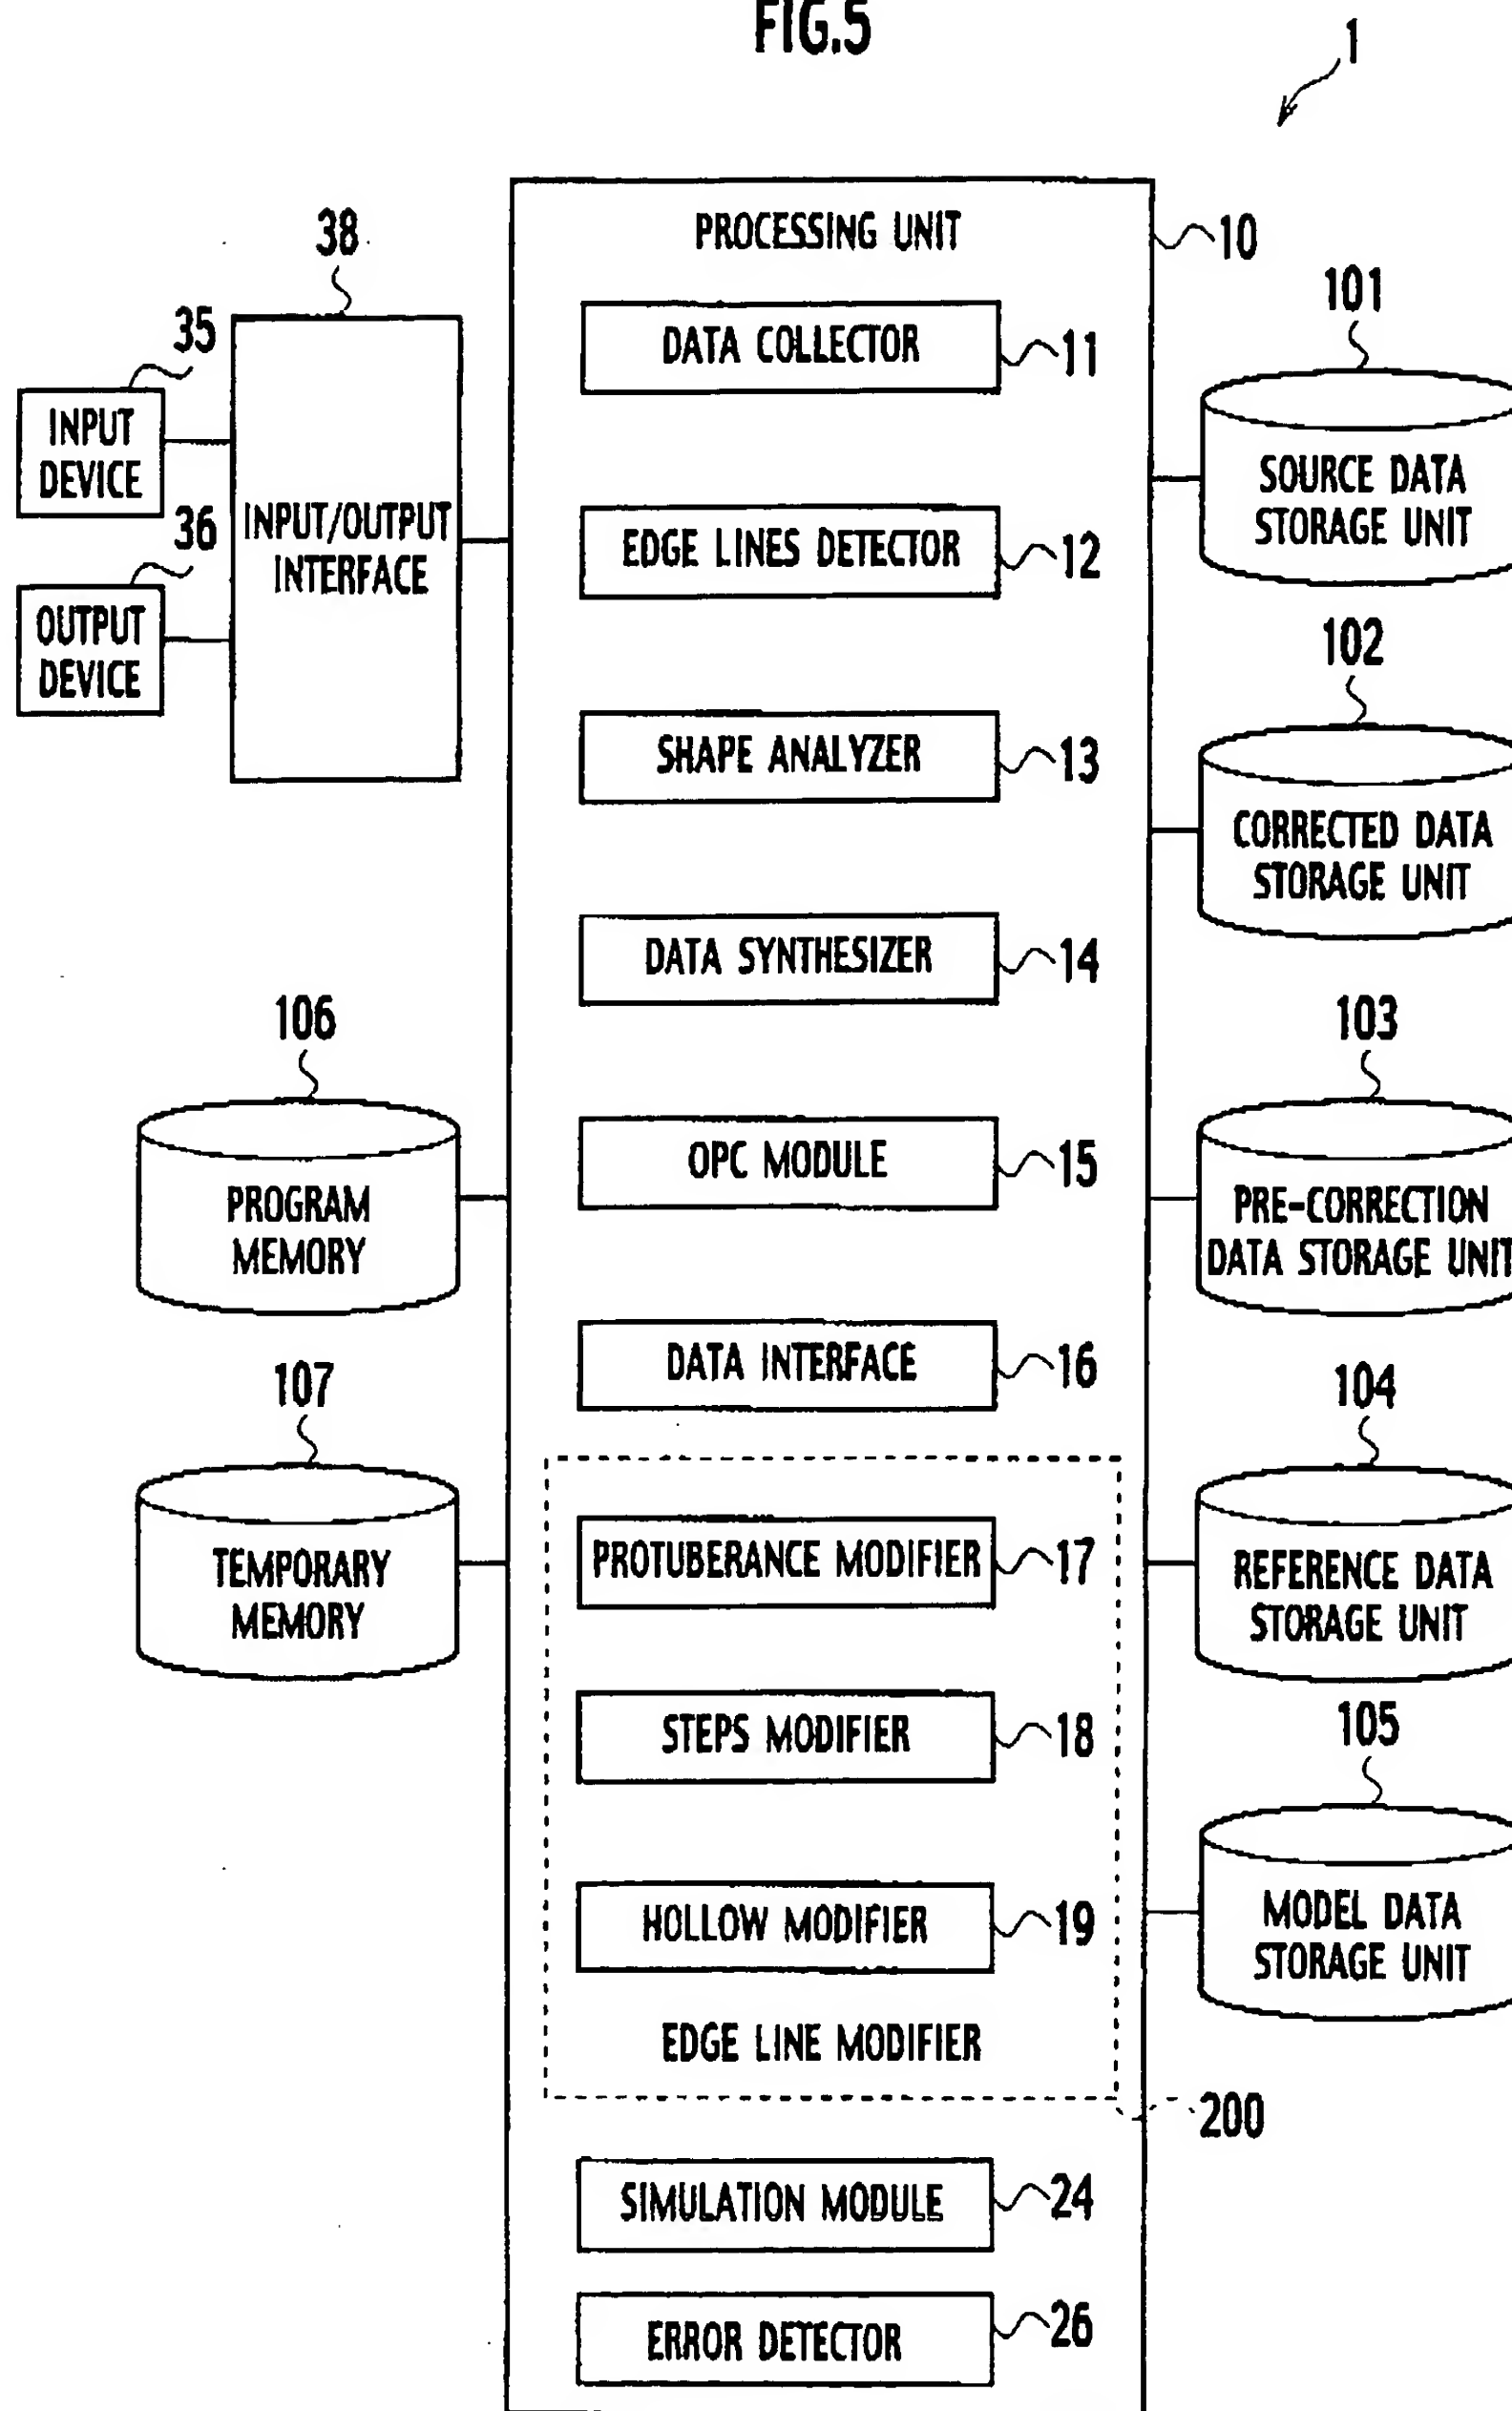 FIG.5
1
PROCESSING UNIT
10
38
35
INPUT
DEVICE
36
OUTPUT
DEVICE
INPUT/OUTPUT
INTERFACE
DATA COLLECTOR
11
EDGE LINES DETECTOR
12
SHAPE ANALYZER
13
DATA SYNTHESIZER
14
OPC MODULE
15
DATA INTERFACE
16
PROTUBERANCE MODIFIER
17
STEPS MODIFIER
18
HOLLOW MODIFIER
19
EDGE LINE MODIFIER
200
SIMULATION MODULE
24
ERROR DETECTOR
26
106
PROGRAM
MEMORY
107
TEMPORARY
MEMORY
101
SOURCE DATA
STORAGE UNIT
102
CORRECTED DATA
STORAGE UNIT
103
PRE-CORRECTION
DATA STORAGE UNIT
104
REFERENCE DATA
STORAGE UNIT
105
MODEL DATA
STORAGE UNIT